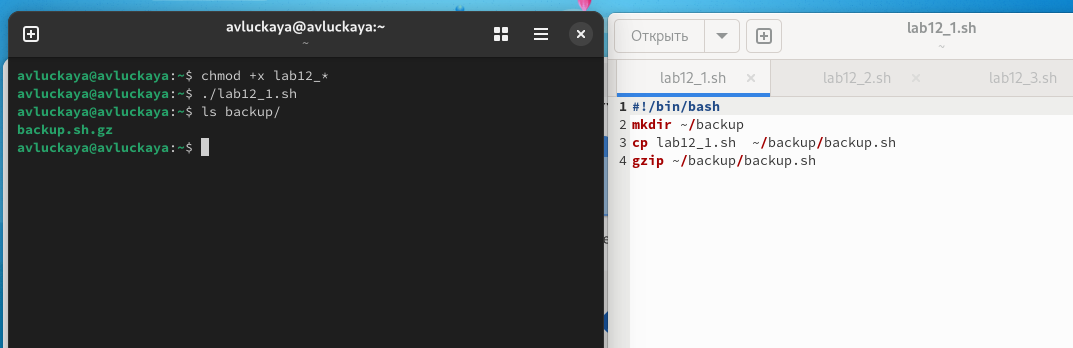 avluckaya@avluckaya:~
~
avluckaya@avluckaya:~$ chmod +x lab12_*
avluckaya@avluckaya:~$ ./lab12_1.sh
avluckaya@avluckaya:~$ ls backup/
backup.sh.gz
avluckaya@avluckaya:~$
Открыть
lab12_1.sh
~
lab12_1.sh
lab12_2.sh
lab12_3.sh
1 #!/bin/bash
2 mkdir ~/backup
3 cp lab12_1.sh  ~/backup/backup.sh
4 gzip ~/backup/backup.sh